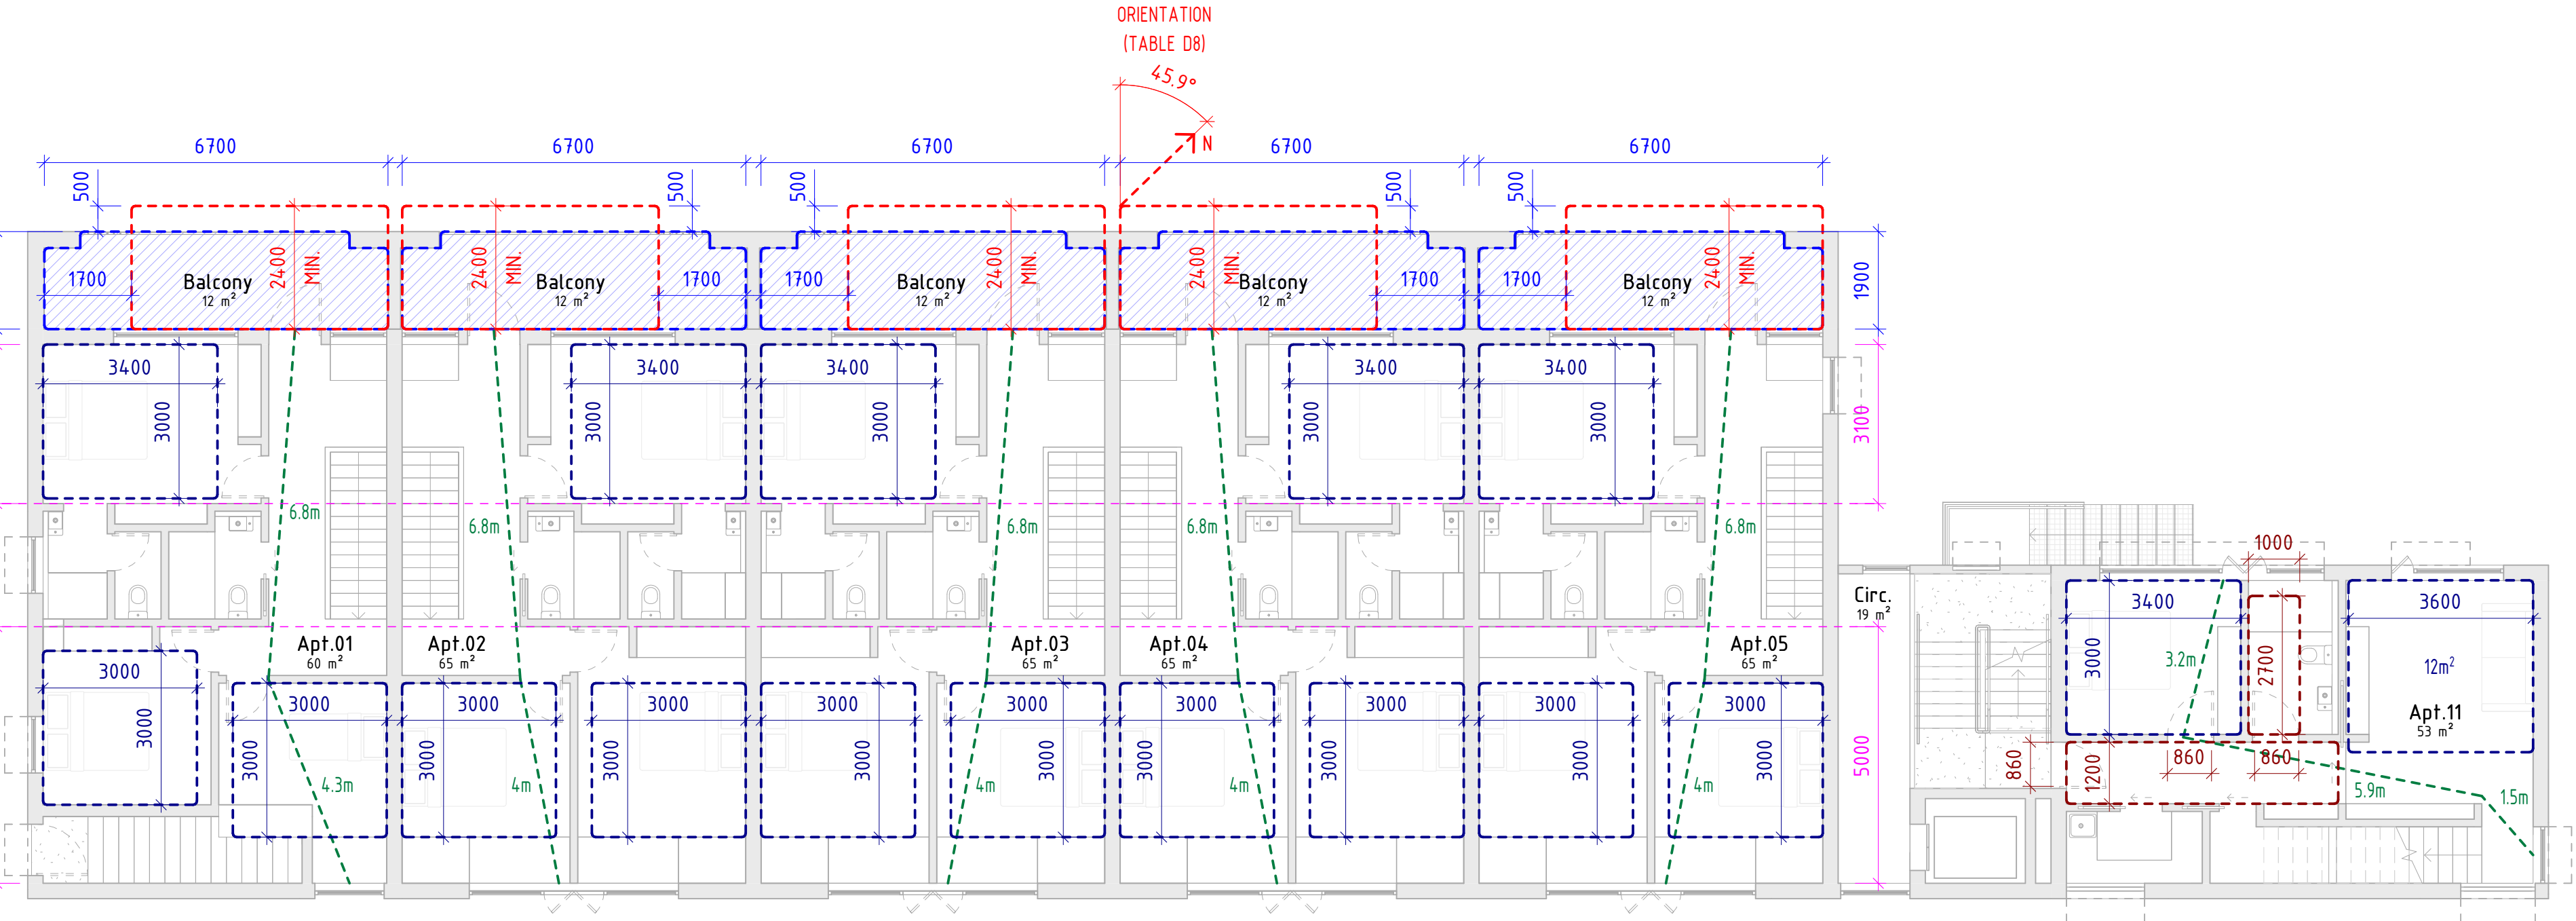 ORIENTATION
(TABLE D8)
45.9°
N
6700
6700
6700
6700
6700
500
500
500
500
500
1700
Balcony
12 m²
2400
MIN.
2400
MIN.
Balcony
12 m²
1700
1700
Balcony
12 m²
2400
MIN.
2400
MIN.
Balcony
12 m²
1700
1700
Balcony
12 m²
2400
MIN.
1900
3400
3000
3400
3000
3400
3000
3400
3000
3400
3000
3100
6.8m
6.8m
6.8m
6.8m
6.8m
1000
Circ.
19 m²
3400
3000
3.2m
2700
3600
12m²
Apt.11
53 m²
Apt.01
60 m²
Apt.02
65 m²
Apt.03
65 m²
Apt.04
65 m²
Apt.05
65 m²
3000
3000
3000
3000
4.3m
3000
3000
4m
3000
3000
3000
3000
4m
3000
3000
3000
3000
4m
3000
3000
3000
3000
4m
3000
3000
5000
860
1200
860
860
5.9m
1.5m